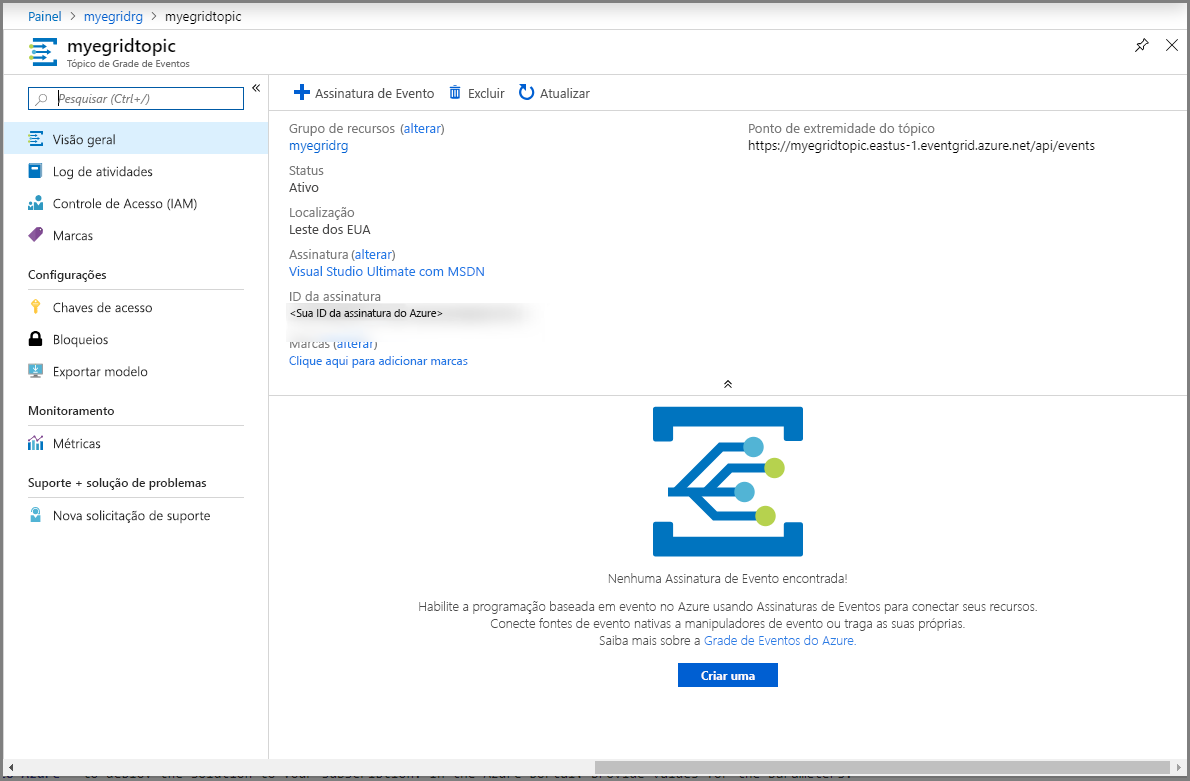 Painel > myegridrg > myegridtopic
myegridtopic
Tópico de Grade de Eventos
Pesquisar (Ctrl+/)
«
Visão geral
Log de atividades
Controle de Acesso (IAM)
Marcas
Configurações
Chaves de acesso
Bloqueios
Exportar modelo
Monitoramento
Métricas
Suporte + solução de problemas
Nova solicitação de suporte
Assinatura de Evento Excluir Atualizar
Grupo de recursos (alterar)
myegridrg
Status
Ativo
Localização
Leste dos EUA
Assinatura (alterar)
Visual Studio Ultimate com MSDN
ID da assinatura
<Sua ID da assinatura do Azure>
Marcas (alterar)
Clique aqui para adicionar marcas
Ponto de extremidade do tópico
https://myegridtopic.eastus-1.eventgrid.azure.net/api/events
Nenhuma Assinatura de Evento encontrada!
Habilite a programação baseada em evento no Azure usando Assinaturas de Eventos para conectar seus recursos.
Conecte fontes de evento nativas a manipuladores de evento ou traga as suas próprias.
Saiba mais sobre a Grade de Eventos do Azure.
Criar uma